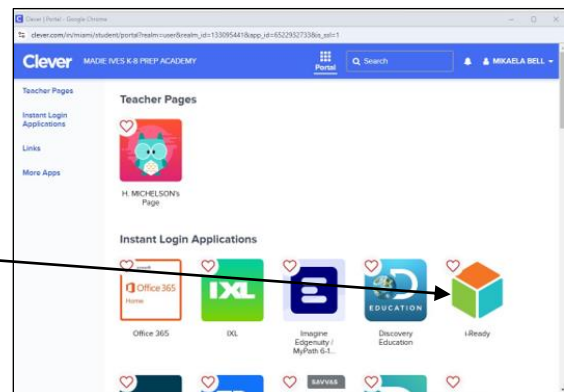 Clever | Portal - Google Chrome
clever.com/in/miami/student/portal?realm=user&realm_id=133095441&app_id=6522932733&is_ssl=1
Clever MADIE IVES K-8 PREP ACADEMY Portal Search MIKAELA BELL
Teacher Pages
Instant Login
Applications
Links
More Apps
Teacher Pages
H. MICHELSON's
Page
Instant Login Applications
Office 365
Home
IXL
E
D
EDUCATION
Office 365
IXL
Imagine
Edgenuity /
MyPath 6-1...
Discovery
Education
i-Ready
SAVVAS